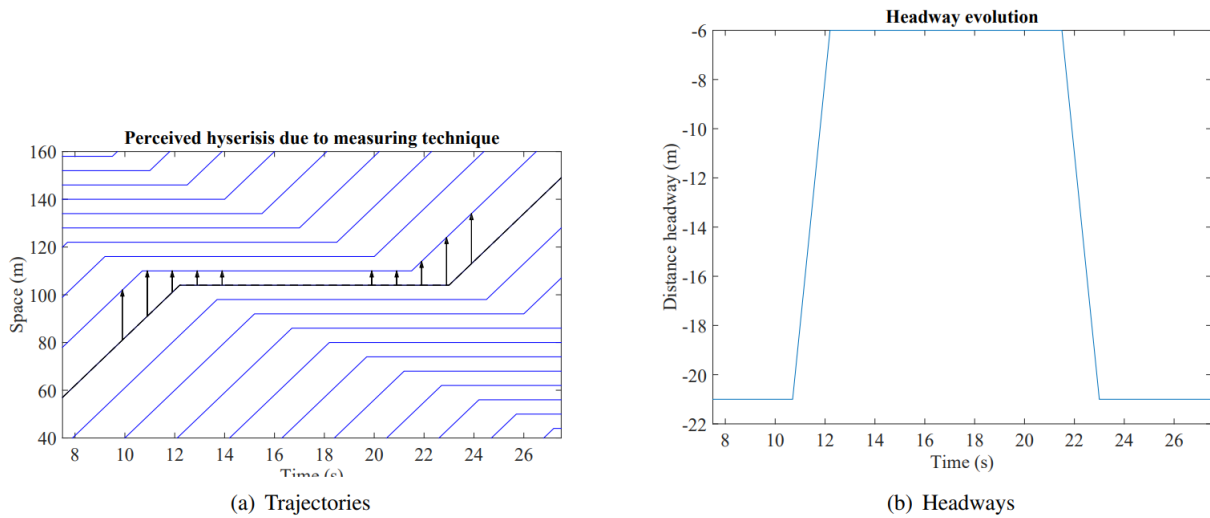 Perceived hyserisis due to measuring technique
160
140
120
100
80
60
40
Space (m)
8 10 12 14 16 18 20 22 24 26
Time (s)
(a) Trajectories
Headway evolution
-6
-8
-10
-12
-14
-16
-18
-20
-22
Distance headway (m)
8 10 12 14 16 18 20 22 24 26
Time (s)
(b) Headways